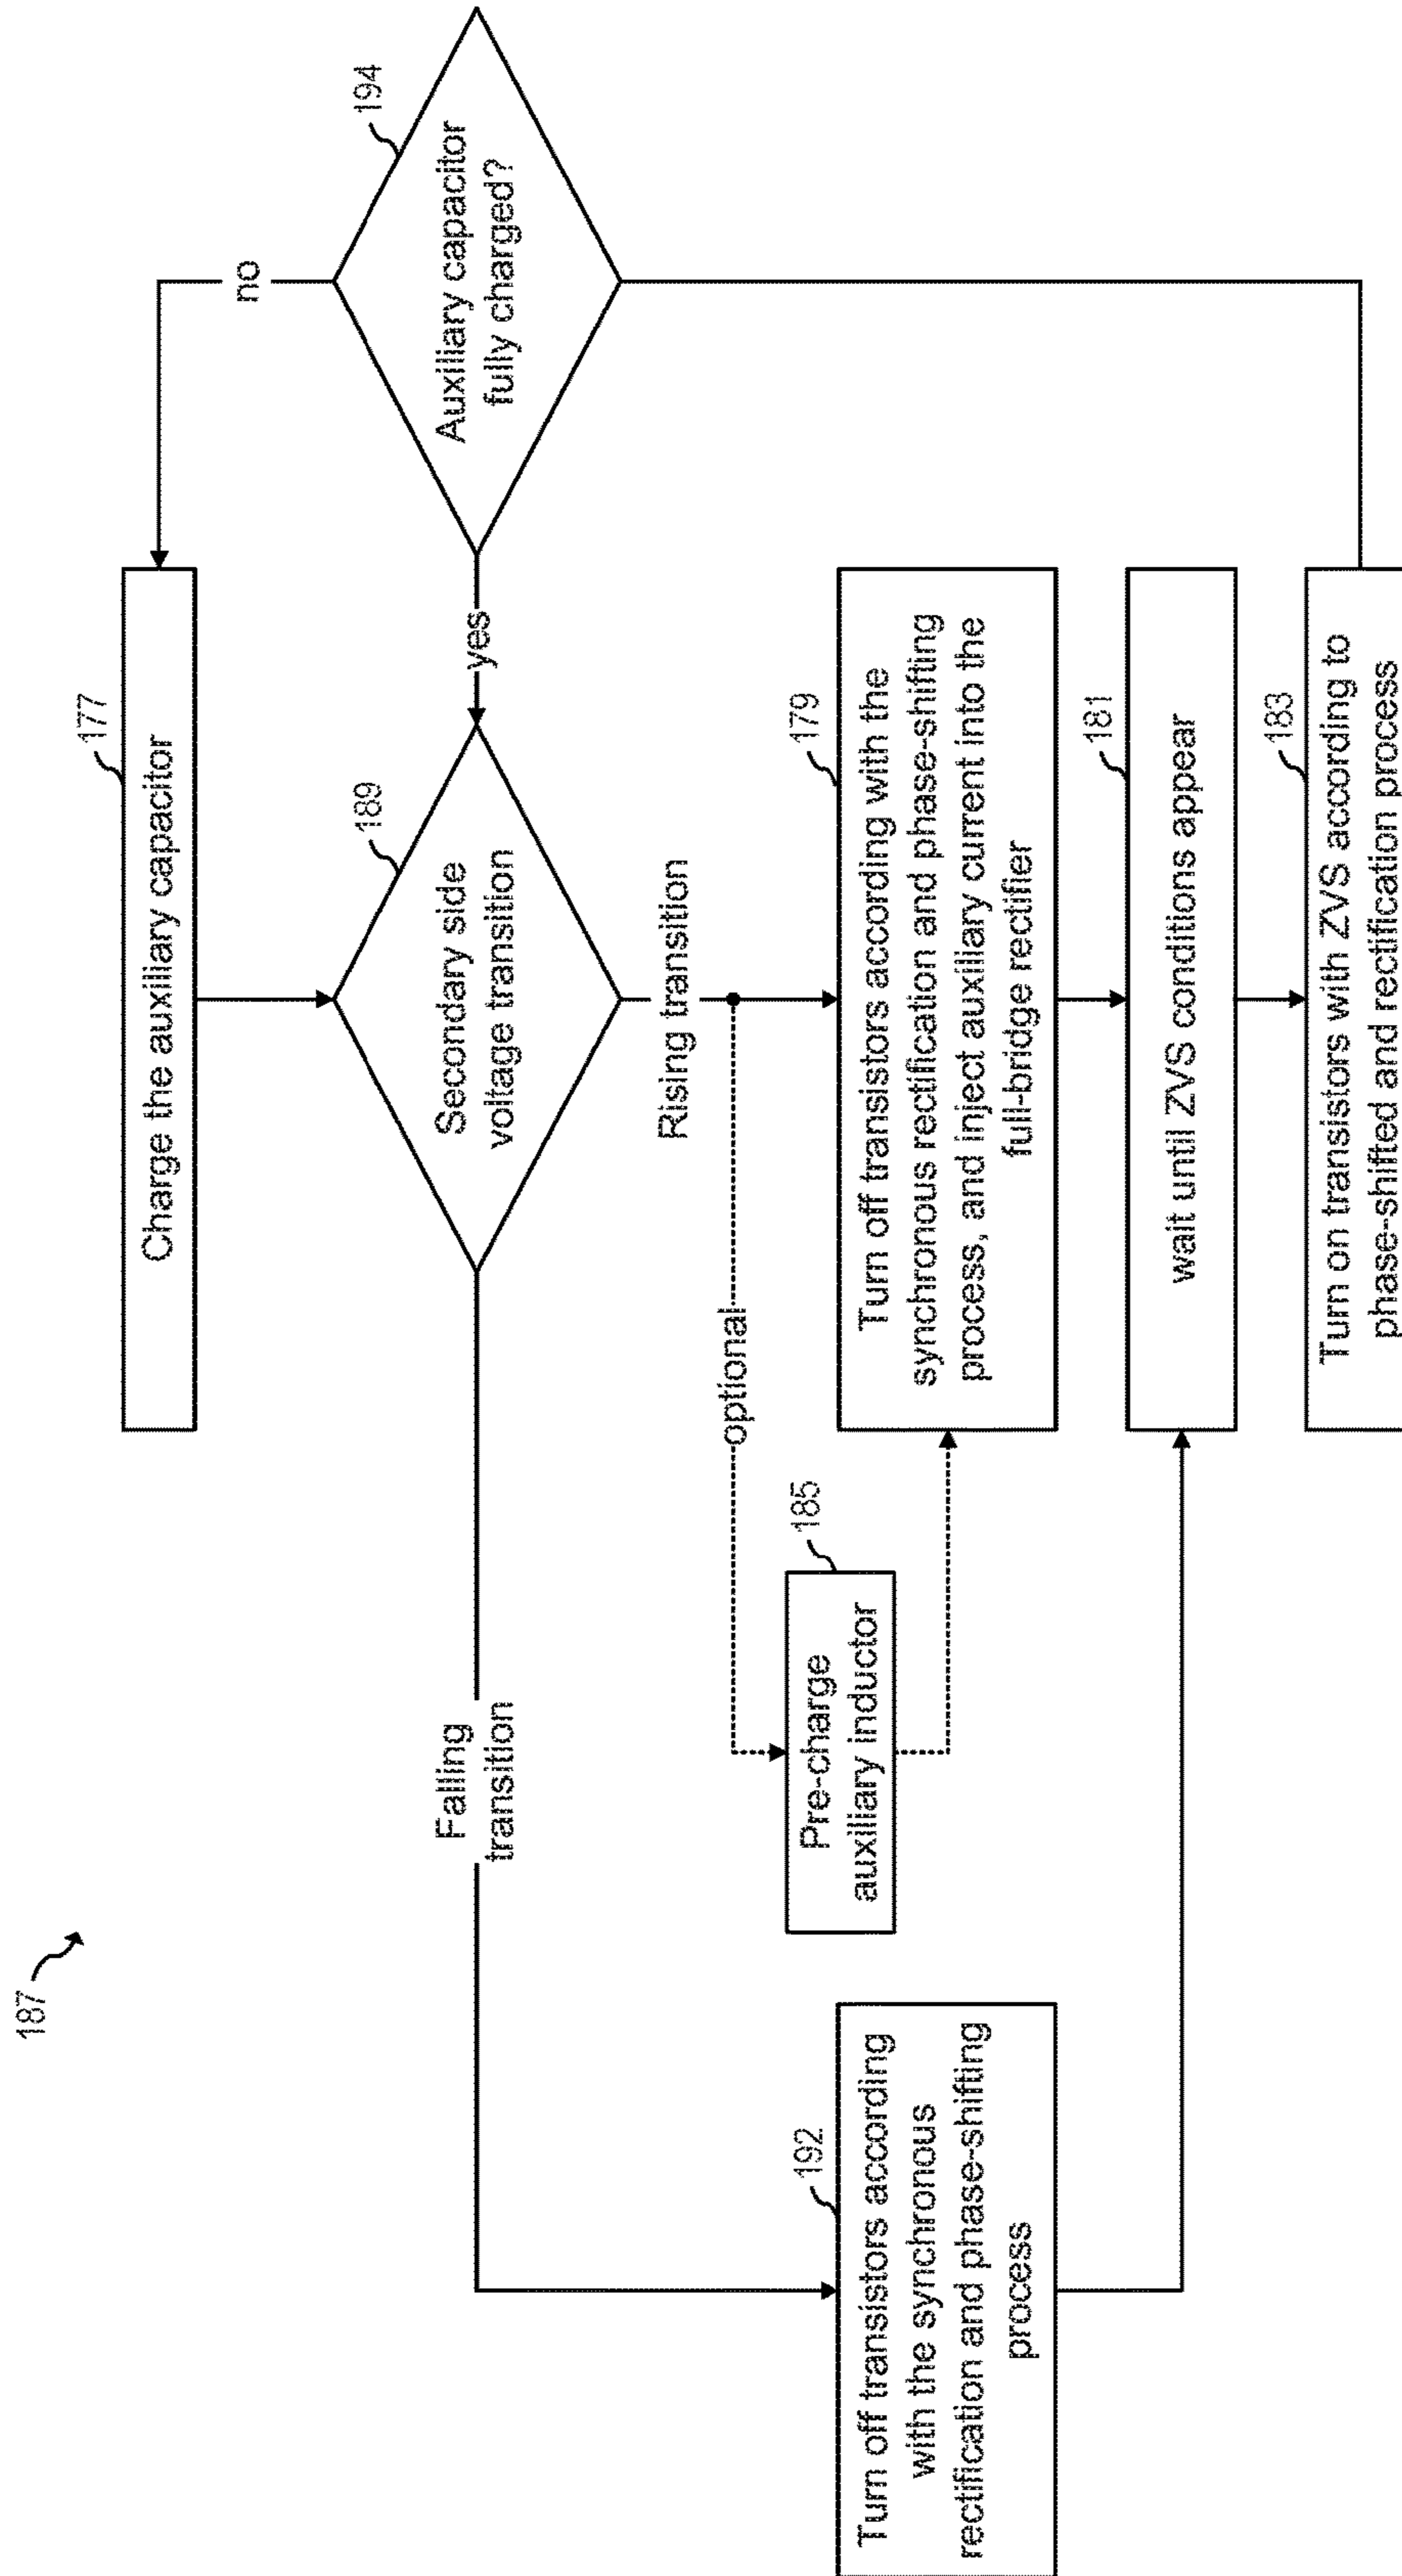 187
177
Charge the auxiliary capacitor
189
Secondary side
voltage transition
194
Auxiliary capacitor
fully charged?
no
yes
Falling
transition
Rising transition
optional
185
Pre-charge
auxiliary inductor
192
Turn off transistors according
with the synchronous
rectification and phase-shifting
process
179
Turn off transistors according with the
synchronous rectification and phase-shifting
process, and inject auxiliary current into the
full-bridge rectifier
181
wait until ZVS conditions appear
183
Turn on transistors with ZVS according to
phase-shifted and rectification process